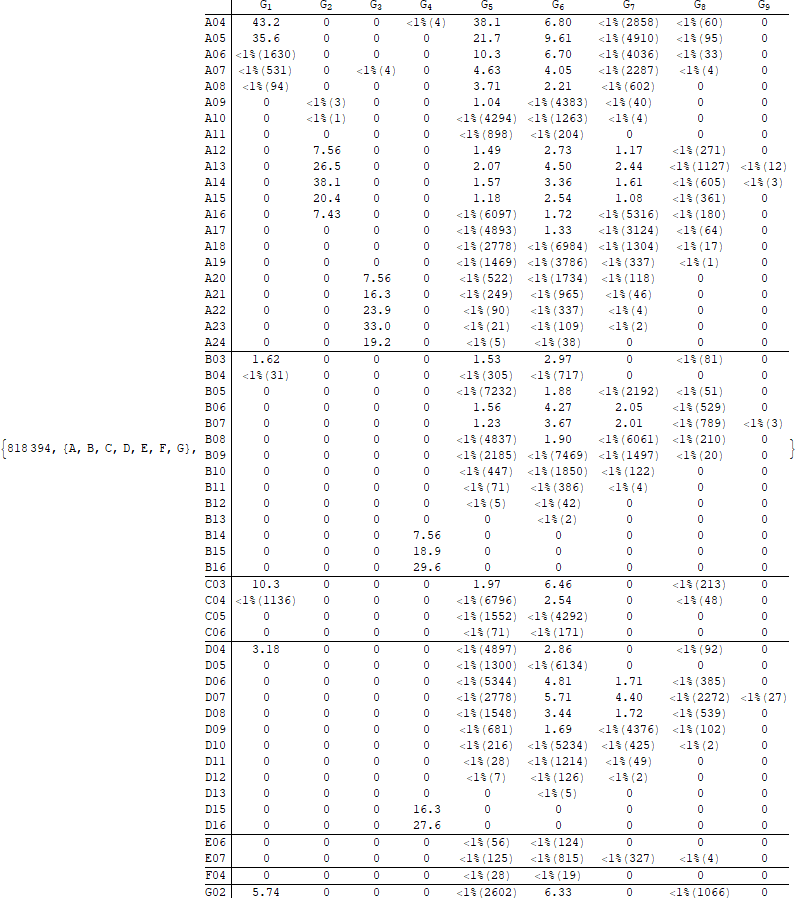 G1 G2 G3 G4 G5 G6 G7 G8 G9
A04 43.2 0 0 <1%(4) 38.1 6.80 <1%(2858) <1%(60) 0
A05 35.6 0 0 0 21.7 9.61 <1%(4910) <1%(95) 0
A06 <1%(1630) 0 0 0 10.3 6.70 <1%(4036) <1%(33) 0
A07 <1%(531) 0 <1%(4) 0 4.63 4.05 <1%(2287) <1%(4) 0
A08 <1%(94) 0 0 0 3.71 2.21 <1%(602) 0 0
A09 0 <1%(3) 0 0 1.04 <1%(4383) <1%(40) 0 0
A10 0 <1%(1) 0 0 <1%(4294) <1%(1263) <1%(4) 0 0
A11 0 0 0 0 <1%(898) <1%(204) 0 0 0
A12 0 7.56 0 0 1.49 2.73 1.17 <1%(271) 0
A13 0 26.5 0 0 2.07 4.50 2.44 <1%(1127) <1%(12)
A14 0 38.1 0 0 1.57 3.36 1.61 <1%(605) <1%(3)
A15 0 20.4 0 0 1.18 2.54 1.08 <1%(361) 0
A16 0 7.43 0 0 <1%(6097) 1.72 <1%(5316) <1%(180) 0
A17 0 0 0 0 <1%(4893) 1.33 <1%(3124) <1%(64) 0
A18 0 0 0 0 <1%(2778) <1%(6984) <1%(1304) <1%(17) 0
A19 0 0 0 0 <1%(1469) <1%(3786) <1%(337) <1%(1) 0
A20 0 0 7.56 0 <1%(522) <1%(1734) <1%(118) 0 0
A21 0 0 16.3 0 <1%(249) <1%(965) <1%(46) 0 0
A22 0 0 23.9 0 <1%(90) <1%(337) <1%(4) 0 0
A23 0 0 33.0 0 <1%(21) <1%(109) <1%(2) 0 0
A24 0 0 19.2 0 <1%(5) <1%(38) 0 0 0
B03 1.62 0 0 0 1.53 2.97 0 <1%(81) 0
B04 <1%(31) 0 0 0 <1%(305) <1%(717) 0 0 0
B05 0 0 0 0 <1%(7232) 1.88 <1%(2192) <1%(51) 0
B06 0 0 0 0 1.56 4.27 2.05 <1%(529) 0
B07 0 0 0 0 1.23 3.67 2.01 <1%(789) <1%(3)
B08 0 0 0 0 <1%(4837) 1.90 <1%(6061) <1%(210) 0
{818 394, {A, B, C, D, E, F, G}, B09 0 0 0 0 <1%(2185) <1%(7469) <1%(1497) <1%(20) 0 }
B10 0 0 0 0 <1%(447) <1%(1850) <1%(122) 0 0
B11 0 0 0 0 <1%(71) <1%(386) <1%(4) 0 0
B12 0 0 0 0 <1%(5) <1%(42) 0 0 0
B13 0 0 0 0 0 <1%(2) 0 0 0
B14 0 0 0 7.56 0 0 0 0 0
B15 0 0 0 18.9 0 0 0 0 0
B16 0 0 0 29.6 0 0 0 0 0
C03 10.3 0 0 0 1.97 6.46 0 <1%(213) 0
C04 <1%(1136) 0 0 0 <1%(6796) 2.54 0 <1%(48) 0
C05 0 0 0 0 <1%(1552) <1%(4292) 0 0 0
C06 0 0 0 0 <1%(71) <1%(171) 0 0 0
D04 3.18 0 0 0 <1%(4897) 2.86 0 <1%(92) 0
D05 0 0 0 0 <1%(1300) <1%(6134) 0 0 0
D06 0 0 0 0 <1%(5344) 4.81 1.71 <1%(385) 0
D07 0 0 0 0 <1%(2778) 5.71 4.40 <1%(2272) <1%(27)
D08 0 0 0 0 <1%(1548) 3.44 1.72 <1%(539) 0
D09 0 0 0 0 <1%(681) 1.69 <1%(4376) <1%(102) 0
D10 0 0 0 0 <1%(216) <1%(5234) <1%(425) <1%(2) 0
D11 0 0 0 0 <1%(28) <1%(1214) <1%(49) 0 0
D12 0 0 0 0 <1%(7) <1%(126) <1%(2) 0 0
D13 0 0 0 0 0 <1%(5) 0 0 0
D15 0 0 0 16.3 0 0 0 0 0
D16 0 0 0 27.6 0 0 0 0 0
E06 0 0 0 0 <1%(56) <1%(124) 0 0 0
E07 0 0 0 0 <1%(125) <1%(815) <1%(327) <1%(4) 0
F04 0 0 0 0 <1%(28) <1%(19) 0 0 0
G02 5.74 0 0 0 <1%(2602) 6.33 0 <1%(1066) 0